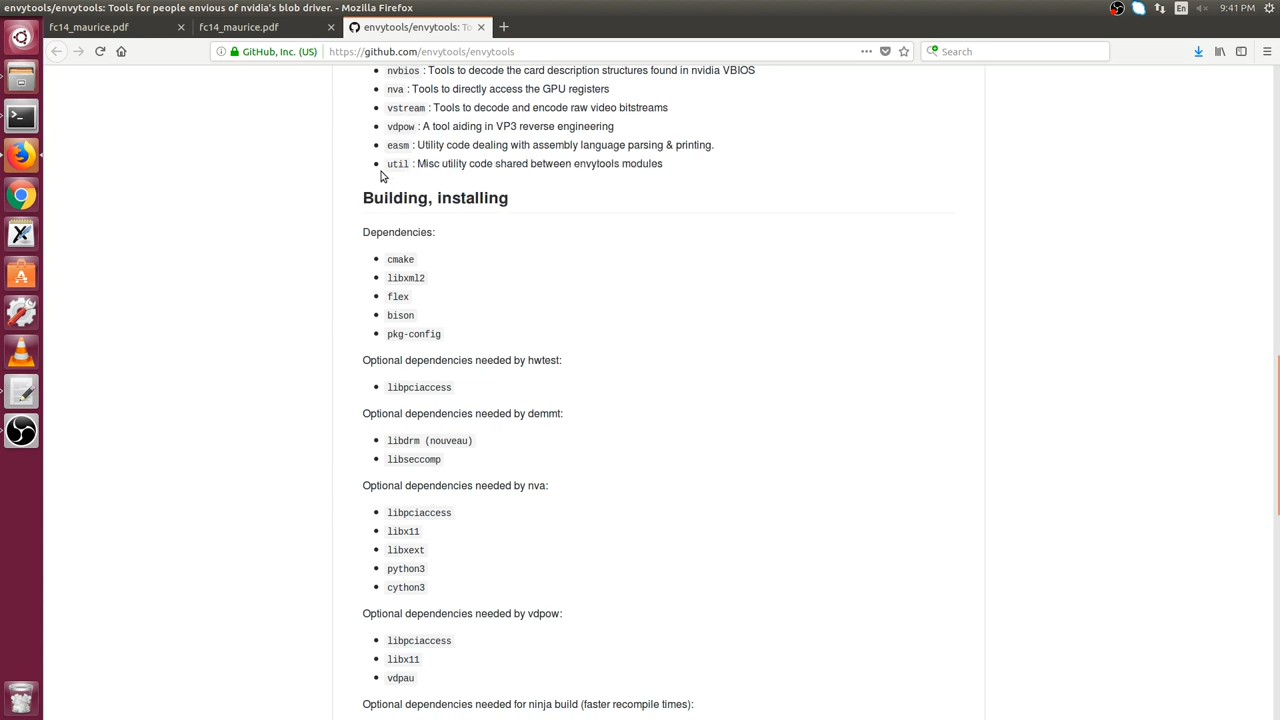 envytools/envytools: Tools for people envious of nvidia's blob driver. - Mozilla Firefox
En
9:41 PM
fc14_maurice.pdf
fc14_maurice.pdf
envytools/envytools: To
GitHub, Inc. (US)
https://github.com/envytools/envytools
Search
nvbios : Tools to decode the card description structures found in nvidia VBIOS
nva : Tools to directly access the GPU registers
vstream : Tools to decode and encode raw video bitstreams
vdpow : A tool aiding in VP3 reverse engineering
easm : Utility code dealing with assembly language parsing & printing.
util : Misc utility code shared between envytools modules
Building, installing
Dependencies:
cmake
libxml2
flex
bison
pkg-config
Optional dependencies needed by hwtest:
libpciaccess
Optional dependencies needed by demmt:
libdrm (nouveau)
libseccomp
Optional dependencies needed by nva:
libpciaccess
libx11
libxext
python3
cython3
Optional dependencies needed by vdpow:
libpciaccess
libx11
vdpau
Optional dependencies needed for ninja build (faster recompile times):